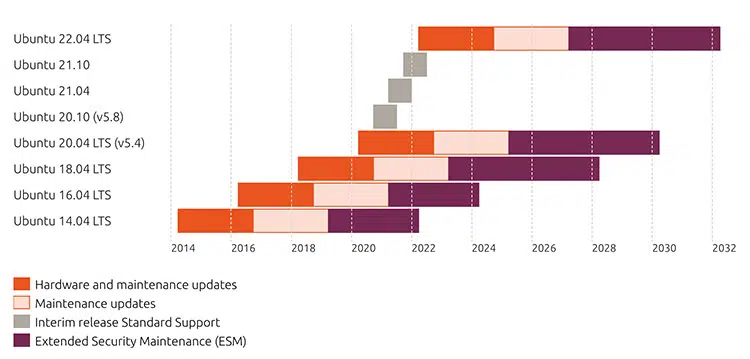 Ubuntu 22.04 LTS
Ubuntu 21.10
Ubuntu 21.04
Ubuntu 20.10 (v5.8)
Ubuntu 20.04 LTS (v5.4)
Ubuntu 18.04 LTS
Ubuntu 16.04 LTS
Ubuntu 14.04 LTS
2014 2016 2018 2020 2022 2024 2026 2028 2030 2032
Hardware and maintenance updates
Maintenance updates
Interim release Standard Support
Extended Security Maintenance (ESM)